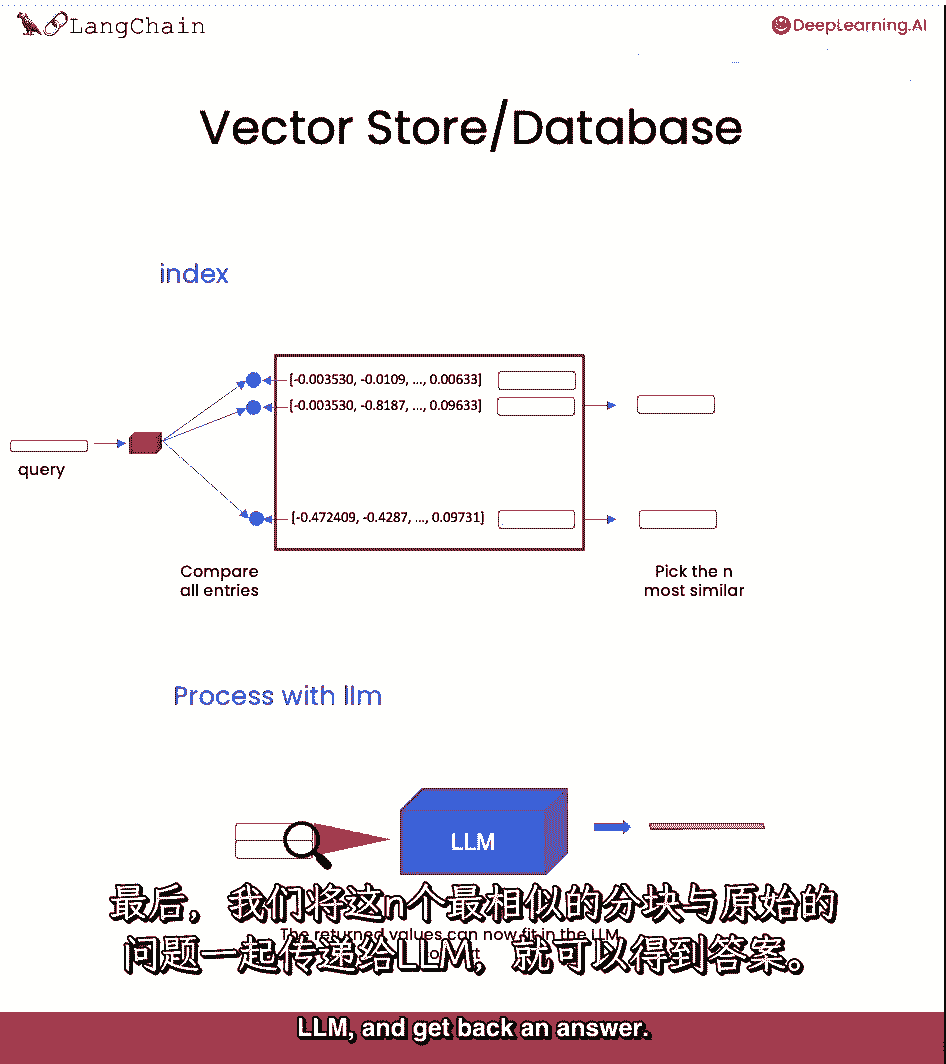 LangChain
DeepLearning.AI
Vector Store/Database
index
[-0.003530, -0.0109, ..., 0.00633]
[-0.003530, -0.8187, ..., 0.09633]
query
[-0.472409, -0.4287, ..., 0.09731]
Compare
all entries
Pick the n
most similar
Process with llm
LLM
最后，我们将这n个最相似的分块与原始的
The returned values can now fit in the LLM
问题一起传递给LLM，就可以得到答案。
LLM, and get back an answer.